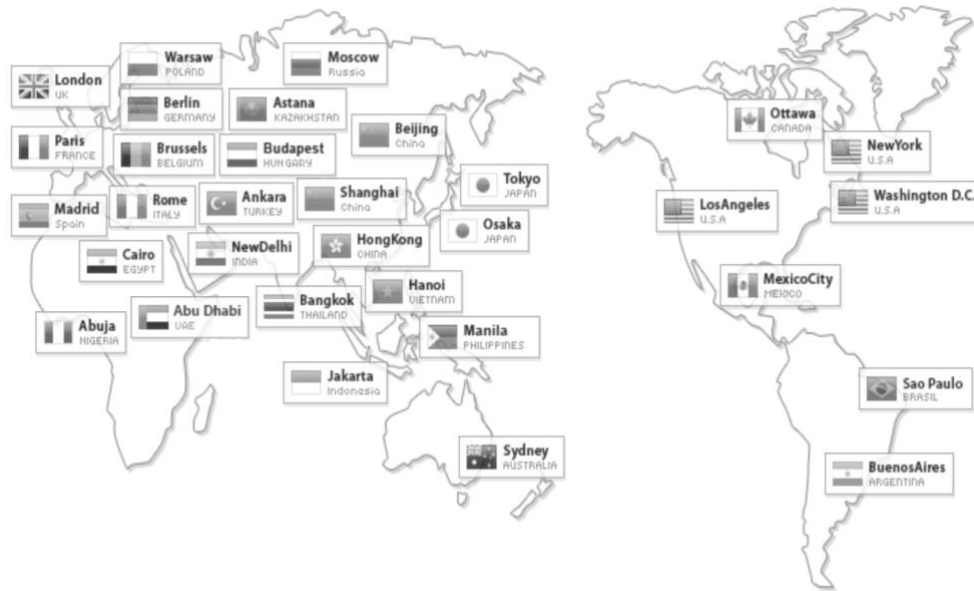 Warsaw
POLAND
Moscow
Russia
London
UK
Berlin
GERMANY
Astana
KAZAKHSTAN
Beijing
China
Paris
FRANCE
Brussels
BELGIUM
Budapest
HUNGARY
Tokyo
JAPAN
Madrid
Spain
Rome
ITALY
Ankara
TURKEY
Shanghai
China
Osaka
JAPAN
Cairo
EGYPT
NewDelhi
INDIA
HongKong
CHINA
Hanoi
VIETNAM
Abuja
NIGERIA
Abu Dhabi
UAE
Bangkok
THAILAND
Manila
PHILIPPINES
Jakarta
Indonesia
Sydney
AUSTRALIA
Ottawa
CANADA
NewYork
U.S.A
LosAngeles
U.S.A
Washington D.C.
U.S.A
MexicoCity
MEXICO
Sao Paulo
BRASIL
BuenosAires
ARGENTINA